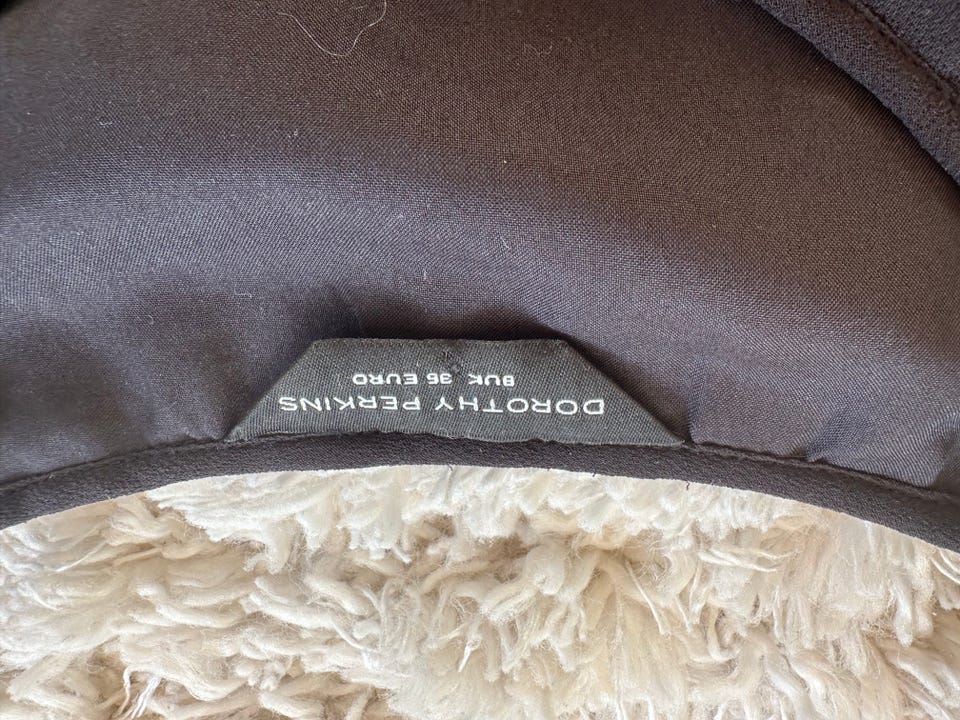 DOROTHY PERKINS
8UK 36 EURO